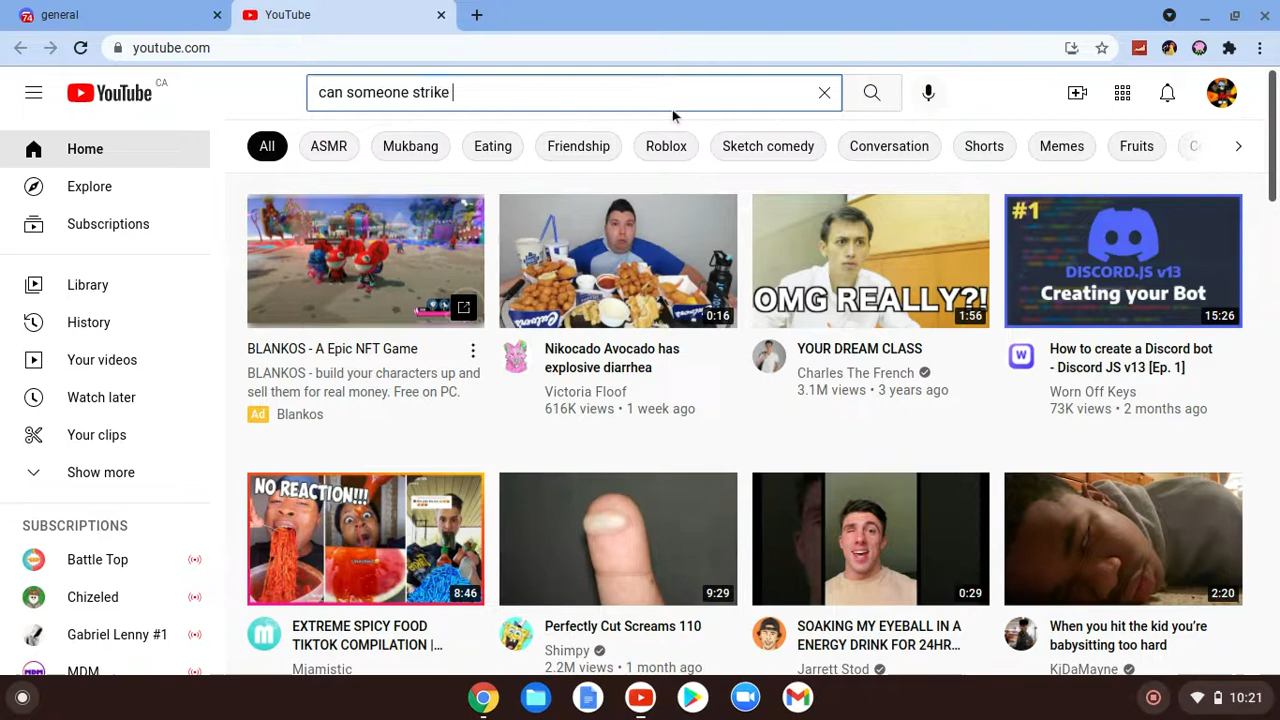 74 general
YouTube
youtube.com
YouTube CA
can someone strike
All
ASMR
Mukbang
Eating
Friendship
Roblox
Sketch comedy
Conversation
Shorts
Memes
Fruits
Home
Explore
Subscriptions
Library
History
Your videos
Watch later
Your clips
Show more
SUBSCRIPTIONS
Battle Top
Chizeled
Gabriel Lenny #1
MDM
BLANKOS - A Epic NFT Game
BLANKOS - build your characters up and
sell them for real money. Free on PC.
Ad Blankos
0:16
Nikocado Avocado has
explosive diarrhea
Victoria Floof
616K views • 1 week ago
OMG REALLY?!
1:56
YOUR DREAM CLASS
Charles The French
3.1M views • 3 years ago
#1
DISCORD.JS v13
Creating your Bot
15:26
How to create a Discord bot
- Discord JS v13 [Ep. 1]
Worn Off Keys
73K views • 2 months ago
NO REACTION!!!
8:46
EXTREME SPICY FOOD
TIKTOK COMPILATION |...
Mjamistic
9:29
Perfectly Cut Screams 110
Shimpy
2.2M views • 1 month ago
0:29
SOAKING MY EYEBALL IN A
ENERGY DRINK FOR 24HR...
Jarrett Stod
2:20
When you hit the kid you're
babysitting too hard
KjDaMayne
10:21